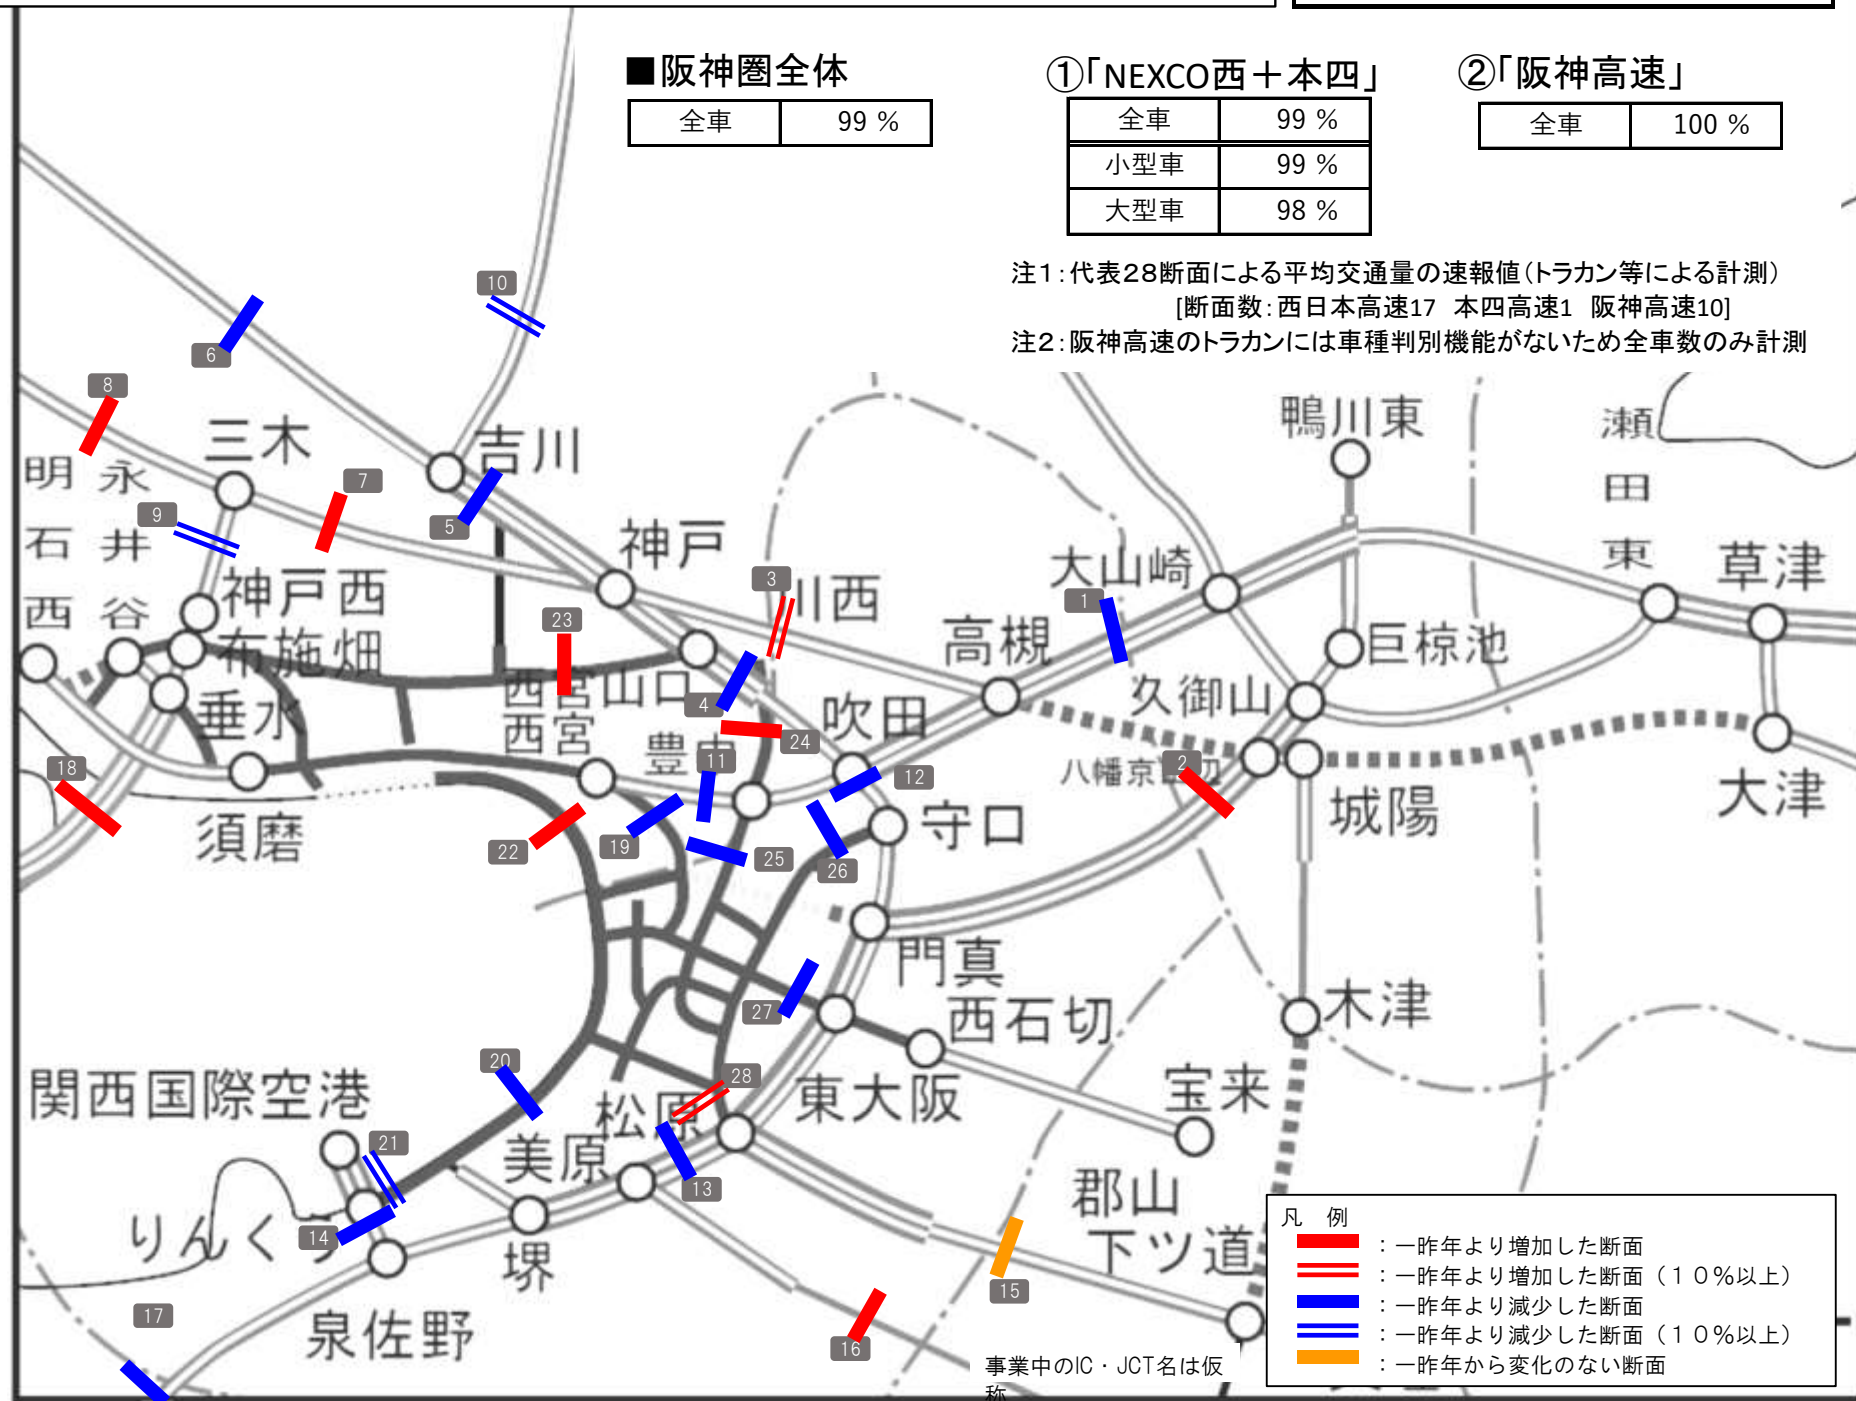 ■阪神圏全体
全車 99 %
①「NEXCO西＋本四」
全車 99 %
小型車 99 %
大型車 98 %
②「阪神高速」
全車 100 %
注１：代表２８断面による平均交通量の速報値（トラカン等による計測）
[断面数：西日本高速17　本四高速1　阪神高速10]
注２：阪神高速のトラカンには車種判別機能がないため全車数のみ計測
10
6
8
三木
吉川
鴨川東
瀬田東
明石西
永井谷
7
9
5
神戸
大山崎
草津
3
川西
1
神戸西
布施畑
23
高槻
巨椋池
西宮山口
4
久御山
垂水
西宮
吹田
豊中
24
11
12
2
八幡京田辺
18
大津
城陽
須磨
守口
22
19
25
26
門真
27
西石切
木津
20
28
関西国際空港
松原
東大阪
宝来
21
美原
13
郡山
下ツ道
りんくう
14
堺
15
17
泉佐野
16
事業中のIC・JCT名は仮
称
凡　例
：一昨年より増加した断面
：一昨年より増加した断面（１０％以上）
：一昨年より減少した断面
：一昨年より減少した断面（１０％以上）
：一昨年から変化のない断面